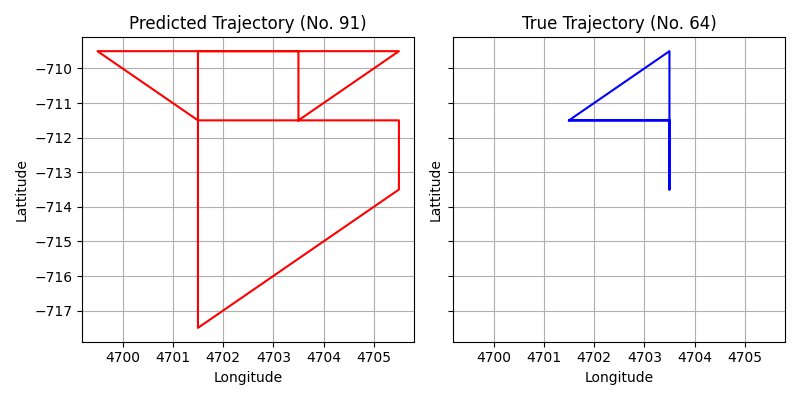 Predicted Trajectory (No. 91)
−710
−711
−712
−713
−714
−715
−716
−717
Lattitude
4700 4701 4702 4703 4704 4705
Longitude
True Trajectory (No. 64)
Lattitude
4700 4701 4702 4703 4704 4705
Longitude